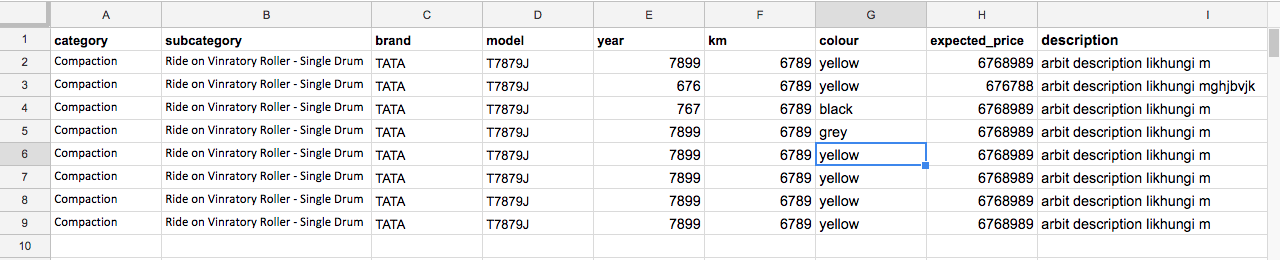 A B C D E F G H I
1 category subcategory brand model year km colour expected_price description
2 Compaction Ride on Vinratory Roller - Single Drum TATA T7879J 7899 6789 yellow 6768989 arbit description likhungi m
3 Compaction Ride on Vinratory Roller - Single Drum TATA T7879J 676 6789 yellow 676788 arbit description likhungi mghjbvjk
4 Compaction Ride on Vinratory Roller - Single Drum TATA T7879J 767 6789 black 6768989 arbit description likhungi m
5 Compaction Ride on Vinratory Roller - Single Drum TATA T7879J 7899 6789 grey 6768989 arbit description likhungi m
6 Compaction Ride on Vinratory Roller - Single Drum TATA T7879J 7899 6789 yellow 6768989 arbit description likhungi m
7 Compaction Ride on Vinratory Roller - Single Drum TATA T7879J 7899 6789 yellow 6768989 arbit description likhungi m
8 Compaction Ride on Vinratory Roller - Single Drum TATA T7879J 7899 6789 yellow 6768989 arbit description likhungi m
9 Compaction Ride on Vinratory Roller - Single Drum TATA T7879J 7899 6789 yellow 6768989 arbit description likhungi m
10